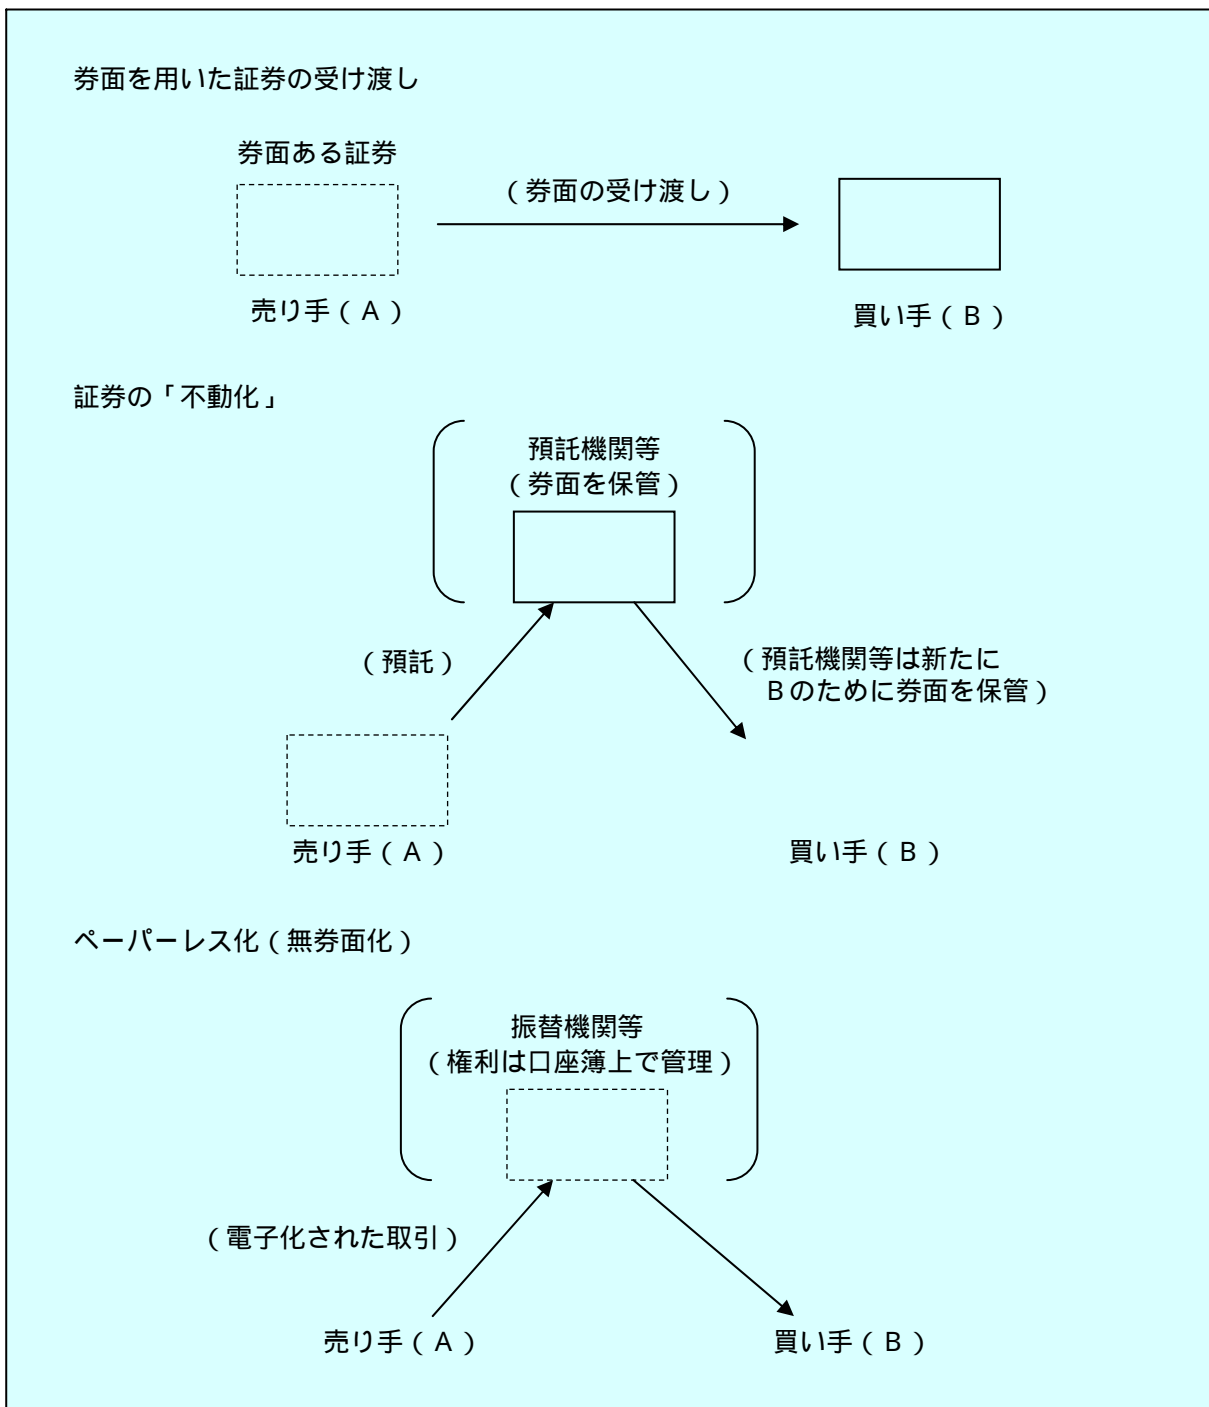 券面を用いた証券の受け渡し
券面ある証券
（券面の受け渡し）
売り手（Ａ）
買い手（Ｂ）
証券の「不動化」
預託機関等
（券面を保管）
（預託）
（預託機関等は新たに
Ｂのために券面を保管）
売り手（Ａ）
買い手（Ｂ）
ペーパーレス化（無券面化）
振替機関等
（権利は口座簿上で管理）
（電子化された取引）
売り手（Ａ）
買い手（Ｂ）